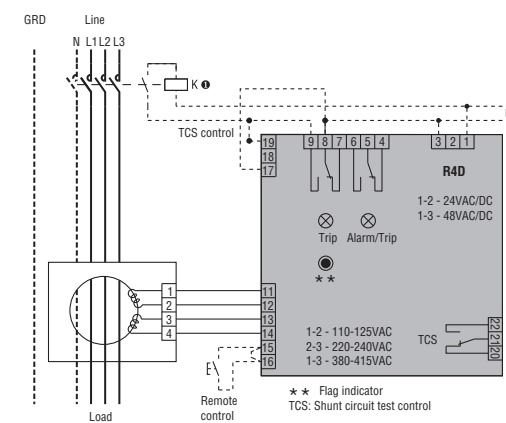 GRD
Line
N L1 L2 L3
K ❶
TCS control
19
18
17
9 8 7 6 5 4
3 2 1
R4D
1-2 - 24VAC/DC
1-3 - 48VAC/DC
Trip
Alarm/Trip
**
1
2
3
4
11
12
13
14
15
16
1-2 - 110-125VAC
2-3 - 220-240VAC
1-3 - 380-415VAC
TCS
22
21
20
Load
Remote
control
** Flag indicator
TCS: Shunt circuit test control